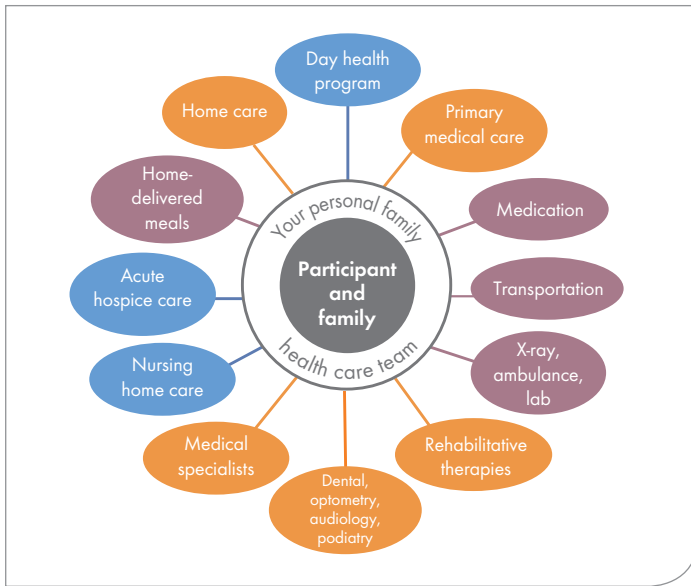 Day health
program
Primary
medical care
Medication
Transportation
X-ray,
ambulance,
lab
Rehabilitative
therapies
Dental,
optometry,
audiology,
podiatry
Medical
specialists
Nursing
home care
Acute
hospice care
Home-
delivered
meals
Home care
Your personal family
health care team
Participant
and
family